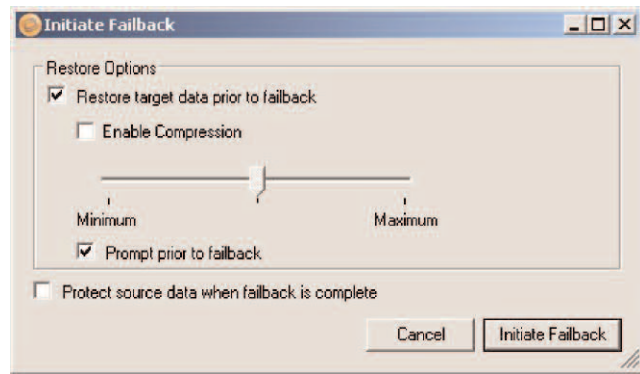 Initiate Failback
Restore Options
Restore target data prior to failback
Enable Compression
Minimum Maximum
Prompt prior to failback
Protect source data when failback is complete
Cancel Initiate Failback